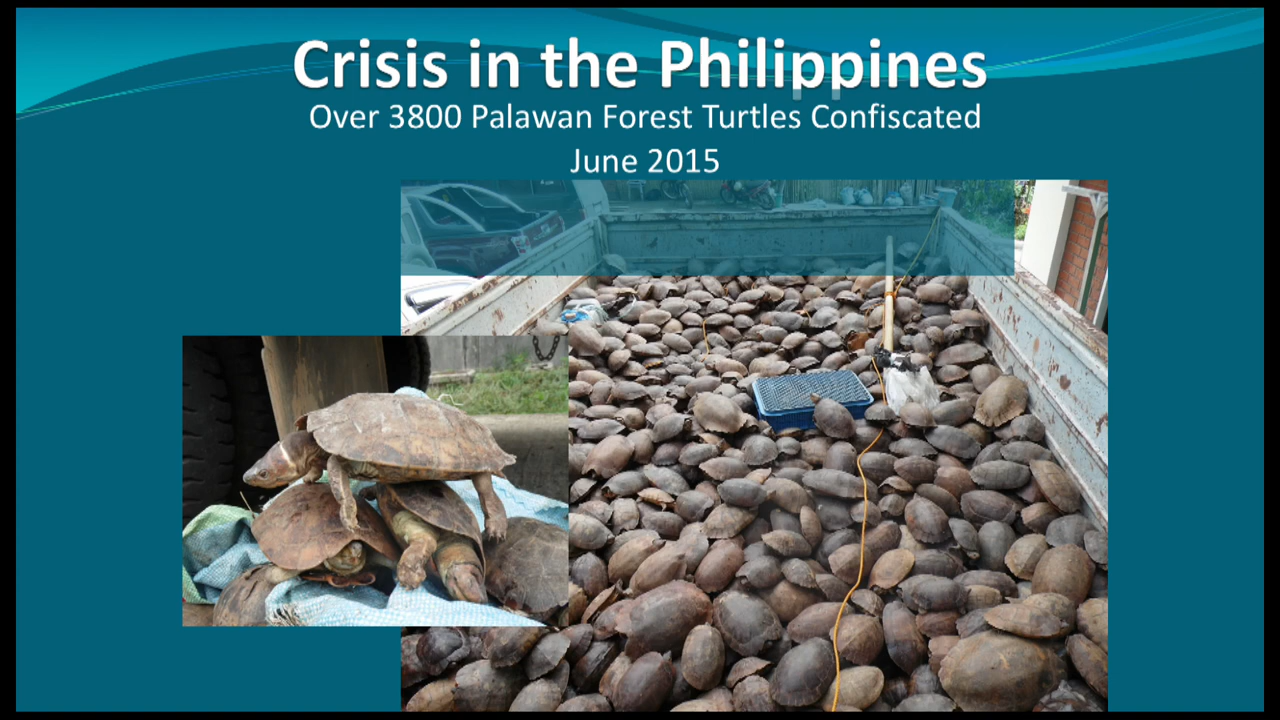 Crisis in the Philippines
Over 3800 Palawan Forest Turtles Confiscated
June 2015